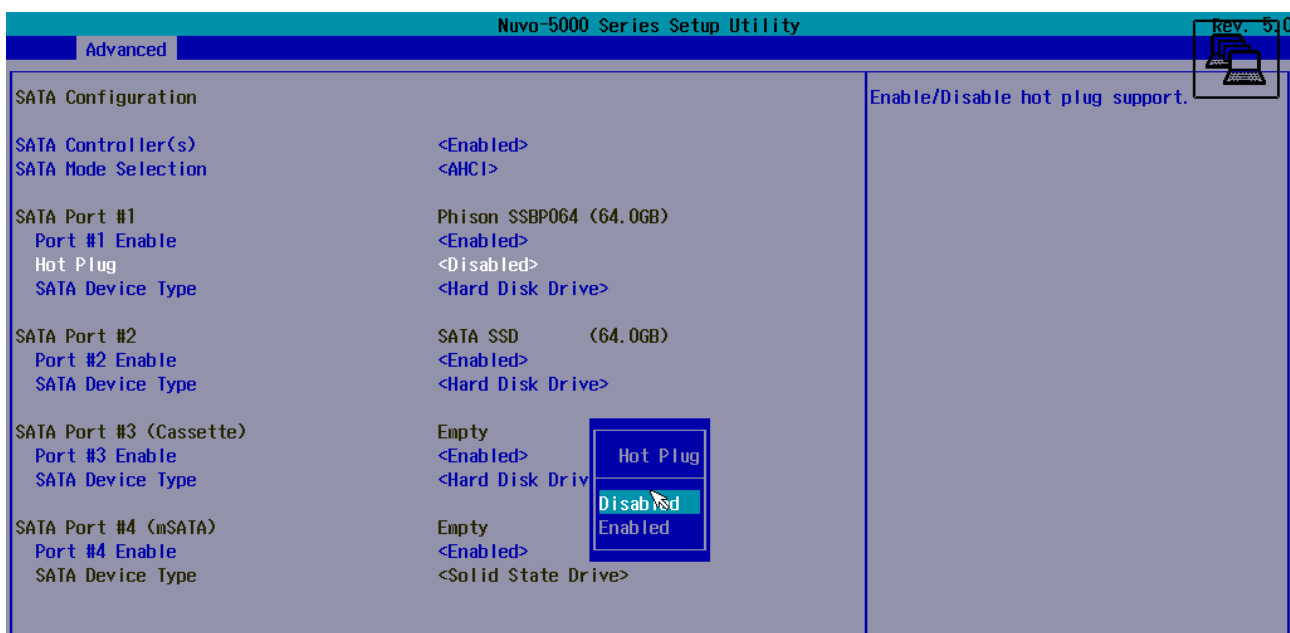 Nuvo-5000 Series Setup Utility Rev. 5.0
Advanced
SATA Configuration
Enable/Disable hot plug support.
SATA Controller(s) <Enabled>
SATA Mode Selection <AHCI>
SATA Port #1 Phison SSBP064 (64.0GB)
Port #1 Enable <Enabled>
Hot Plug <Disabled>
SATA Device Type <Hard Disk Drive>
SATA Port #2 SATA SSD (64.0GB)
Port #2 Enable <Enabled>
SATA Device Type <Hard Disk Drive>
SATA Port #3 (Cassette) Empty
Port #3 Enable <Enabled>
SATA Device Type <Hard Disk Driv
Hot Plug
Disabled
Enabled
SATA Port #4 (mSATA) Empty
Port #4 Enable <Enabled>
SATA Device Type <Solid State Drive>